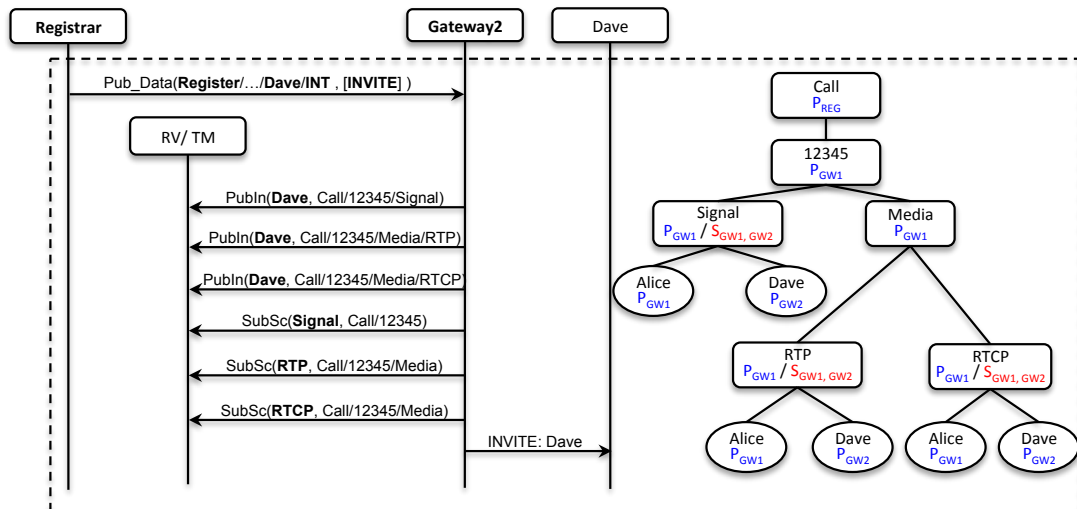 Registrar
Gateway2
Dave
Pub_Data(Register/…/Dave/INT , [INVITE] )
RV/ TM
PubIn(Dave, Call/12345/Signal)
PubIn(Dave, Call/12345/Media/RTP)
PubIn(Dave, Call/12345/Media/RTCP)
SubSc(Signal, Call/12345)
SubSc(RTP, Call/12345/Media)
SubSc(RTCP, Call/12345/Media)
INVITE: Dave
Call
PREG
12345
PGW1
Signal
PGW1 / SGW1, GW2
Media
PGW1
Alice
PGW1
Dave
PGW2
RTP
PGW1 / SGW1, GW2
RTCP
PGW1 / SGW1, GW2
Alice
PGW1
Dave
PGW2
Alice
PGW1
Dave
PGW2